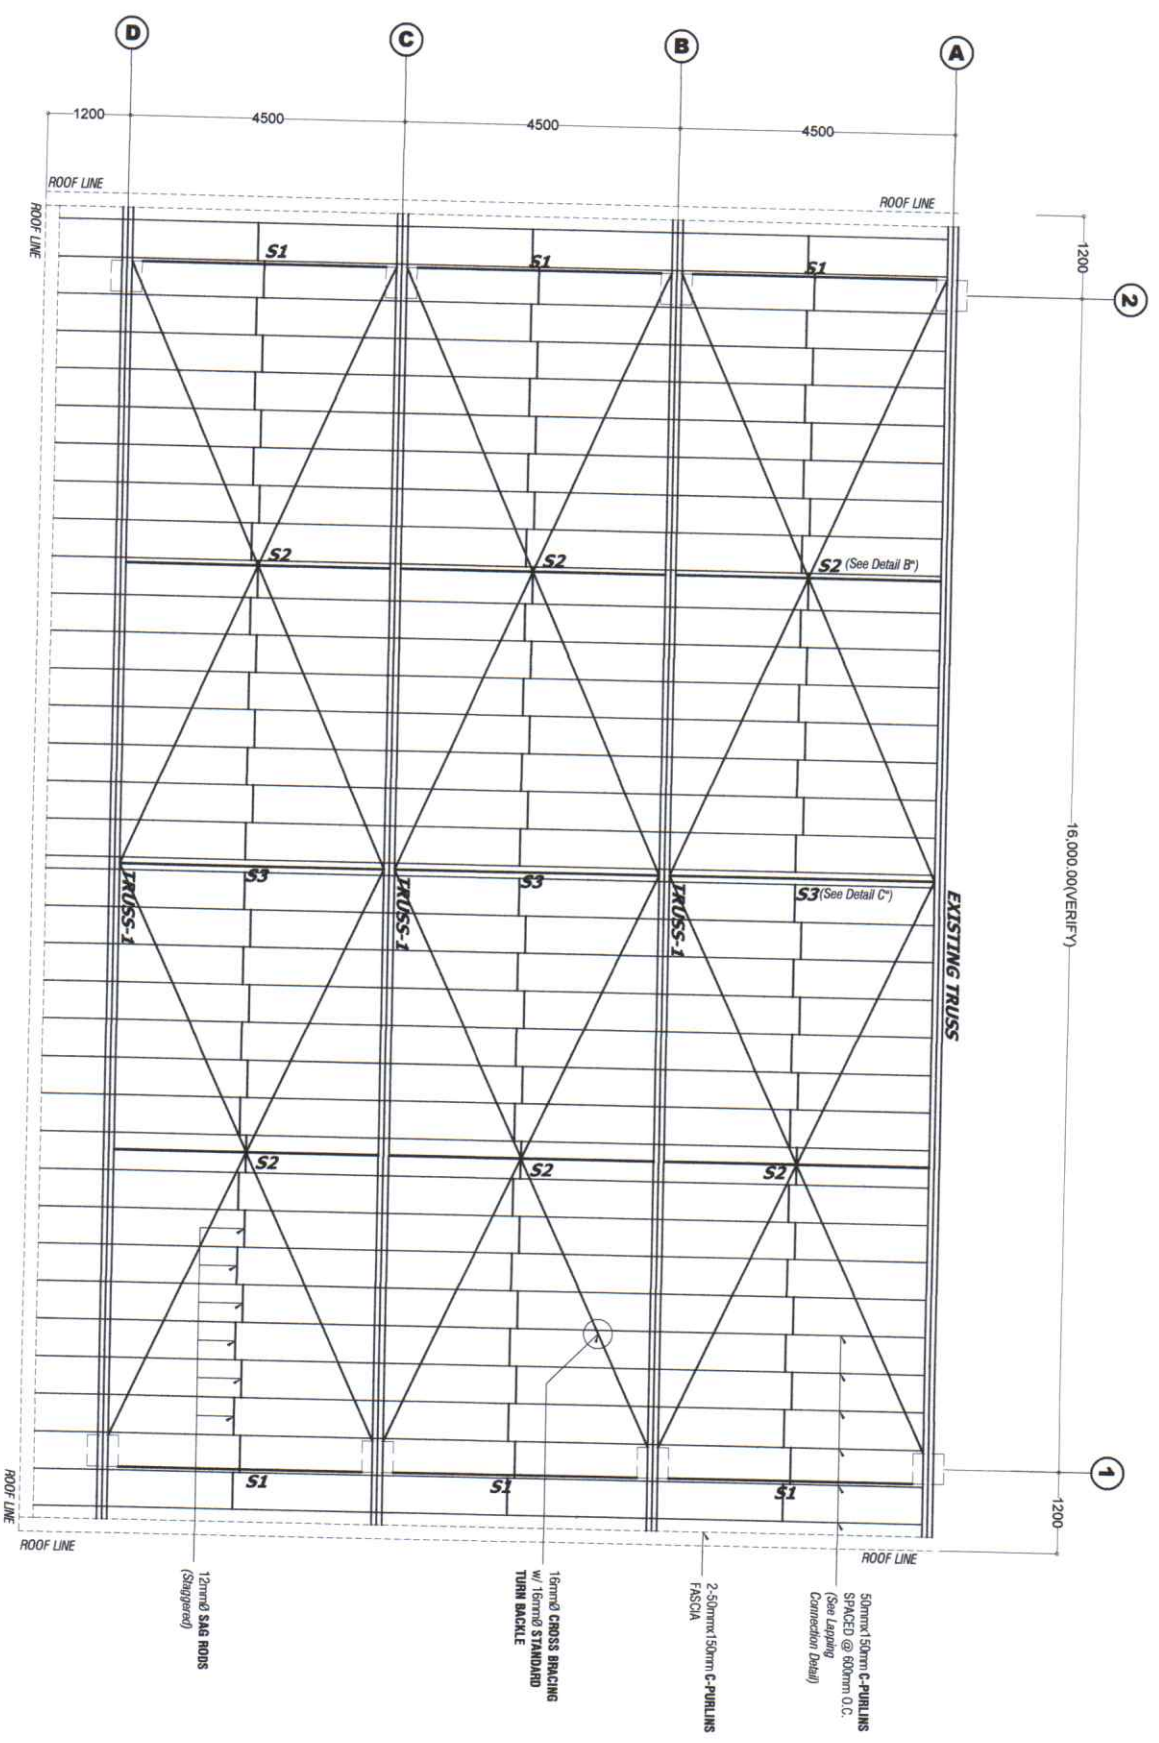 D
C
B
A
1200
4500
4500
4500
ROOF LINE
ROOF LINE
ROOF LINE
1200
2
S1
S1
S1
S2
S2
S2 (See Detail B")
16,000.00(VERIFY)
S3
S3
S3 (See Detail C")
TRUSS-1
TRUSS-1
TRUSS-1
EXISTING TRUSS
S2
S2
S2
S1
S1
S1
1
1200
ROOF LINE
ROOF LINE
ROOF LINE
12mmØ SAG RODS
(Staggered)
16mmØ CROSS BRACING
w/ 16mmØ STANDARD
TURN BACKLE
2-50mmx150mm C-PURLINS
FASCIA
50mmx150mm C-PURLINS
SPACED @ 600mm O.C.
(See Lapping
Connection Detail)